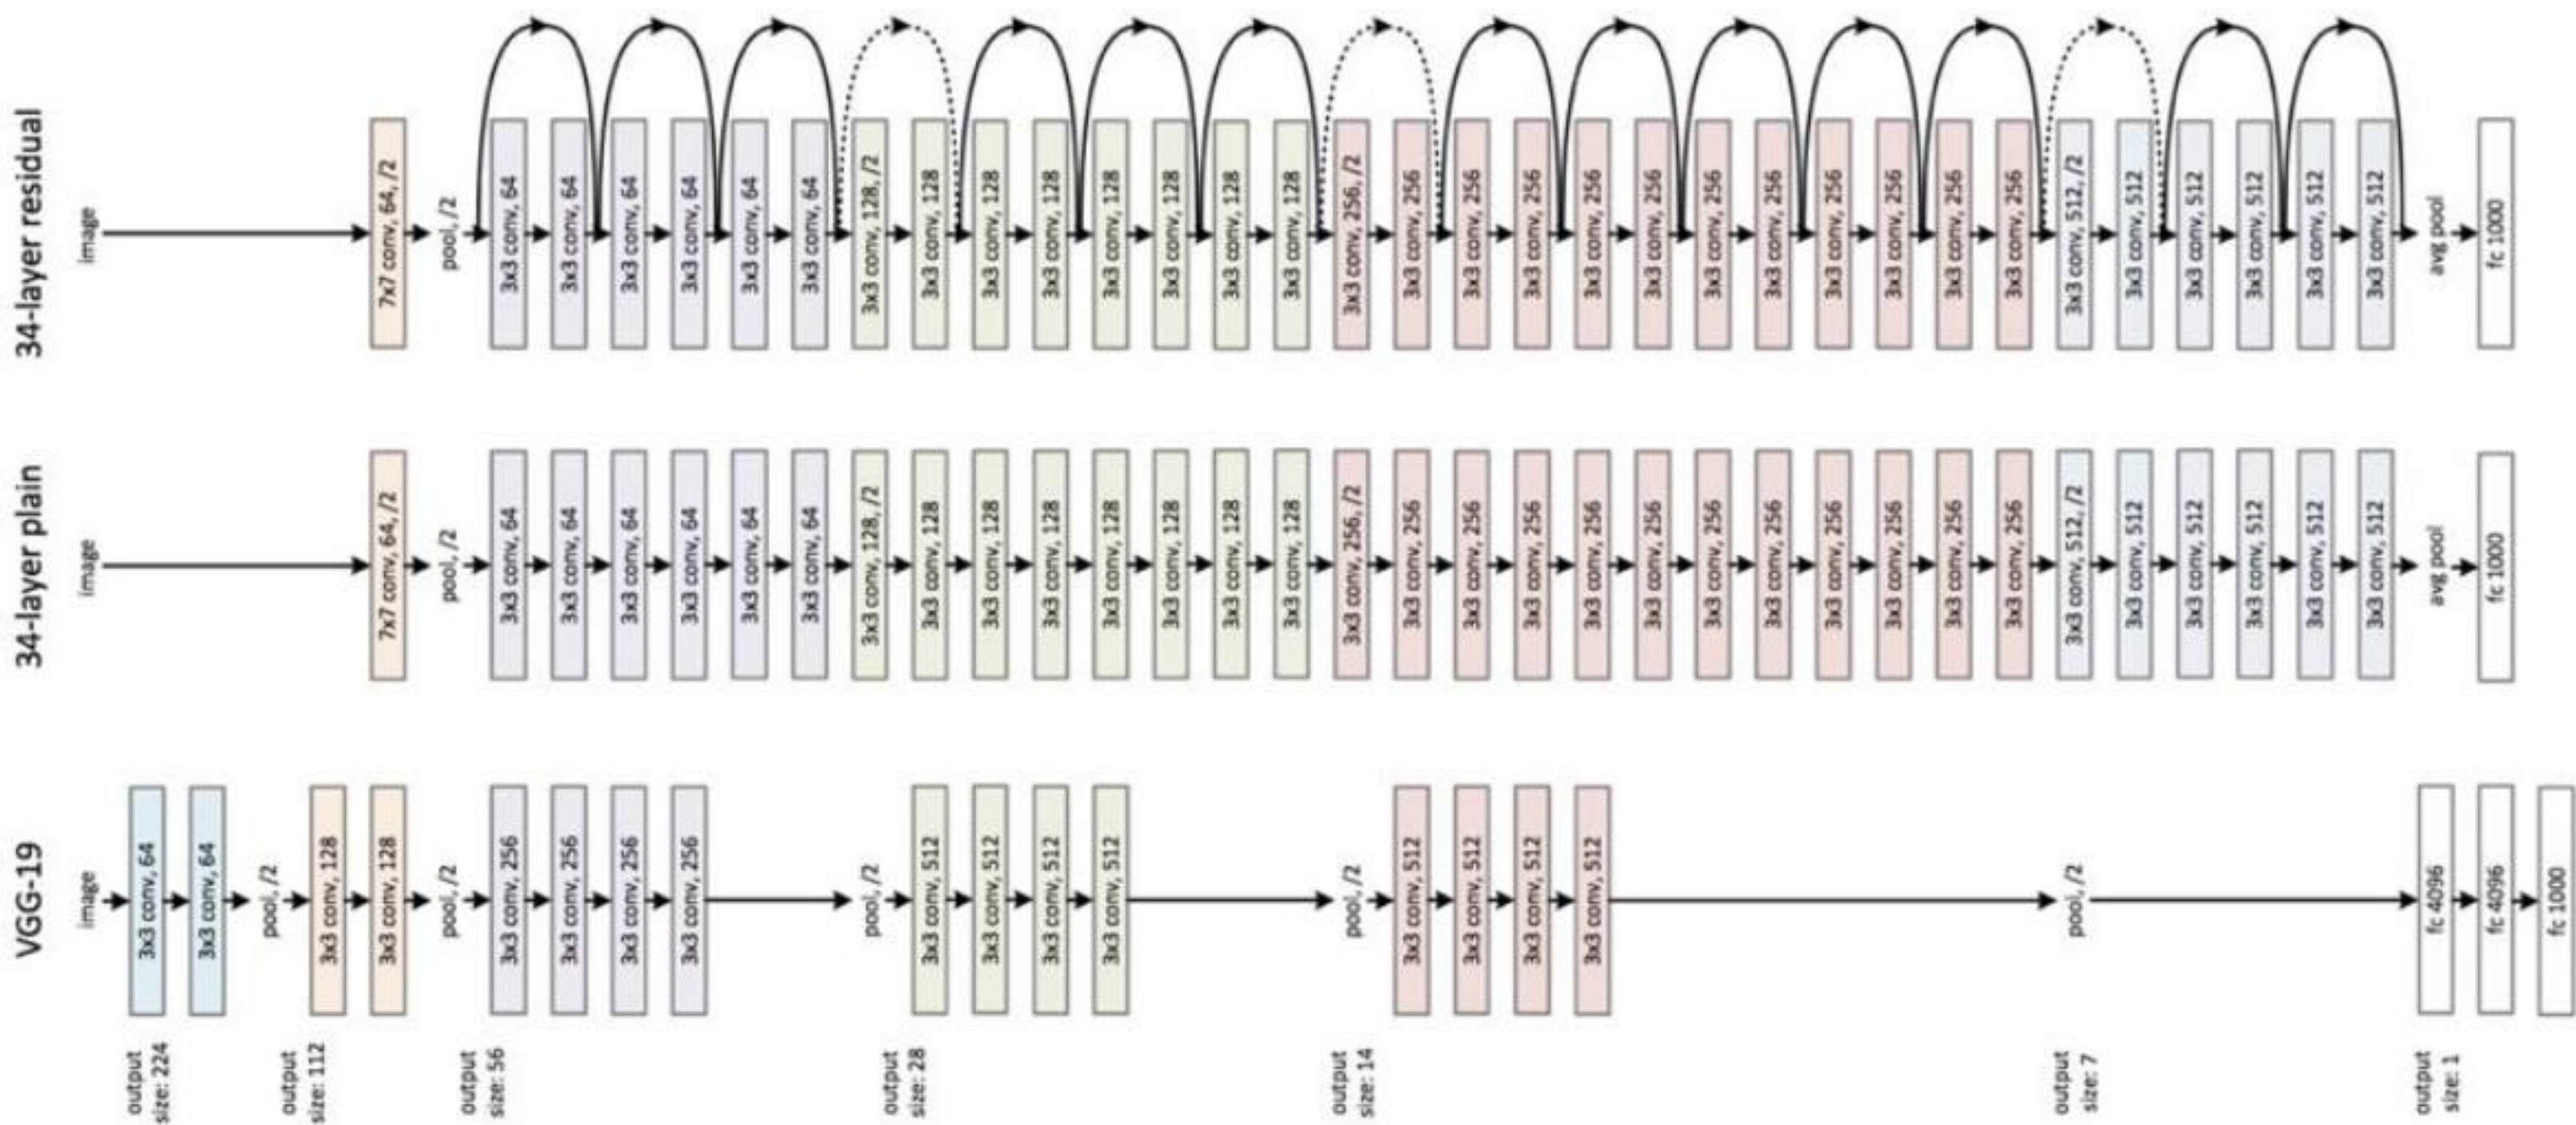 output
size: 224
output
size: 112
output
size: 56
output
size: 28
output
size: 14
output
size: 7
output
size: 1
VGG-19
image
3x3 conv, 64
3x3 conv, 64
pool, /2
3x3 conv, 128
3x3 conv, 128
pool, /2
3x3 conv, 256
3x3 conv, 256
3x3 conv, 256
3x3 conv, 256
pool, /2
3x3 conv, 512
3x3 conv, 512
3x3 conv, 512
3x3 conv, 512
pool, /2
3x3 conv, 512
3x3 conv, 512
3x3 conv, 512
3x3 conv, 512
pool, /2
fc 4096
fc 4096
fc 1000
34-layer plain
image
7x7 conv, 64, /2
pool, /2
3x3 conv, 64
3x3 conv, 64
3x3 conv, 64
3x3 conv, 64
3x3 conv, 64
3x3 conv, 64
3x3 conv, 128, /2
3x3 conv, 128
3x3 conv, 128
3x3 conv, 128
3x3 conv, 128
3x3 conv, 128
3x3 conv, 128
3x3 conv, 128
3x3 conv, 256, /2
3x3 conv, 256
3x3 conv, 256
3x3 conv, 256
3x3 conv, 256
3x3 conv, 256
3x3 conv, 256
3x3 conv, 256
3x3 conv, 256
3x3 conv, 256
3x3 conv, 256
3x3 conv, 256
3x3 conv, 512, /2
3x3 conv, 512
3x3 conv, 512
3x3 conv, 512
3x3 conv, 512
3x3 conv, 512
avg pool
fc 1000
34-layer residual
image
7x7 conv, 64, /2
pool, /2
3x3 conv, 64
3x3 conv, 64
3x3 conv, 64
3x3 conv, 64
3x3 conv, 64
3x3 conv, 64
3x3 conv, 128, /2
3x3 conv, 128
3x3 conv, 128
3x3 conv, 128
3x3 conv, 128
3x3 conv, 128
3x3 conv, 128
3x3 conv, 128
3x3 conv, 256, /2
3x3 conv, 256
3x3 conv, 256
3x3 conv, 256
3x3 conv, 256
3x3 conv, 256
3x3 conv, 256
3x3 conv, 256
3x3 conv, 256
3x3 conv, 256
3x3 conv, 256
3x3 conv, 256
3x3 conv, 512, /2
3x3 conv, 512
3x3 conv, 512
3x3 conv, 512
3x3 conv, 512
3x3 conv, 512
avg pool
fc 1000